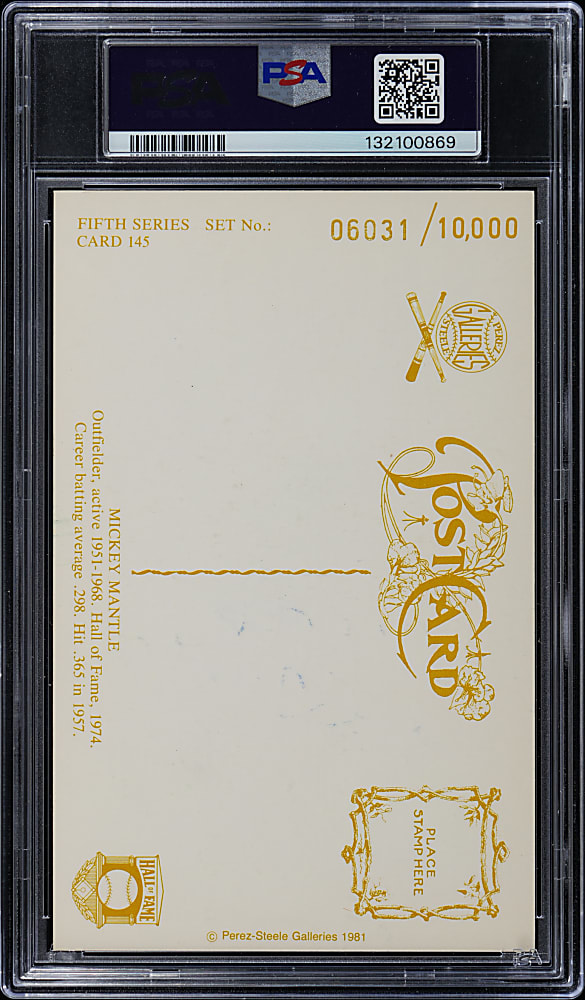 PSA
132100869
FIFTH SERIES SET No.:
CARD 145
06031/10,000
PEREZ
GALLERIES
STEELE
POSTCARD
PLACE
STAMP HERE
MICKEY MANTLE
Outfielder, active 1951-1968. Hall of Fame, 1974.
Career batting average .298. Hit .365 in 1957.
HALL OF FAME
© Perez-Steele Galleries 1981